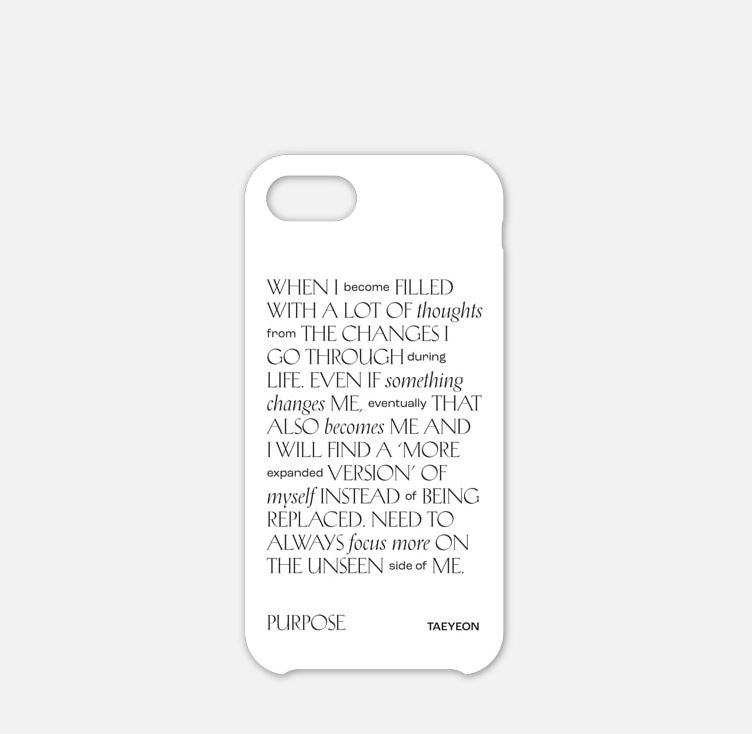 WHEN I become FILLED
WITH A LOT OF thoughts
from THE CHANGES I
GO THROUGH during
LIFE. EVEN IF something
changes ME, eventually THAT
ALSO becomes ME AND
I WILL FIND A ‘MORE
expanded VERSION’ OF
myself INSTEAD of BEING
REPLACED. NEED TO
ALWAYS focus more ON
THE UNSEEN side of ME.
PURPOSE TAEYEON